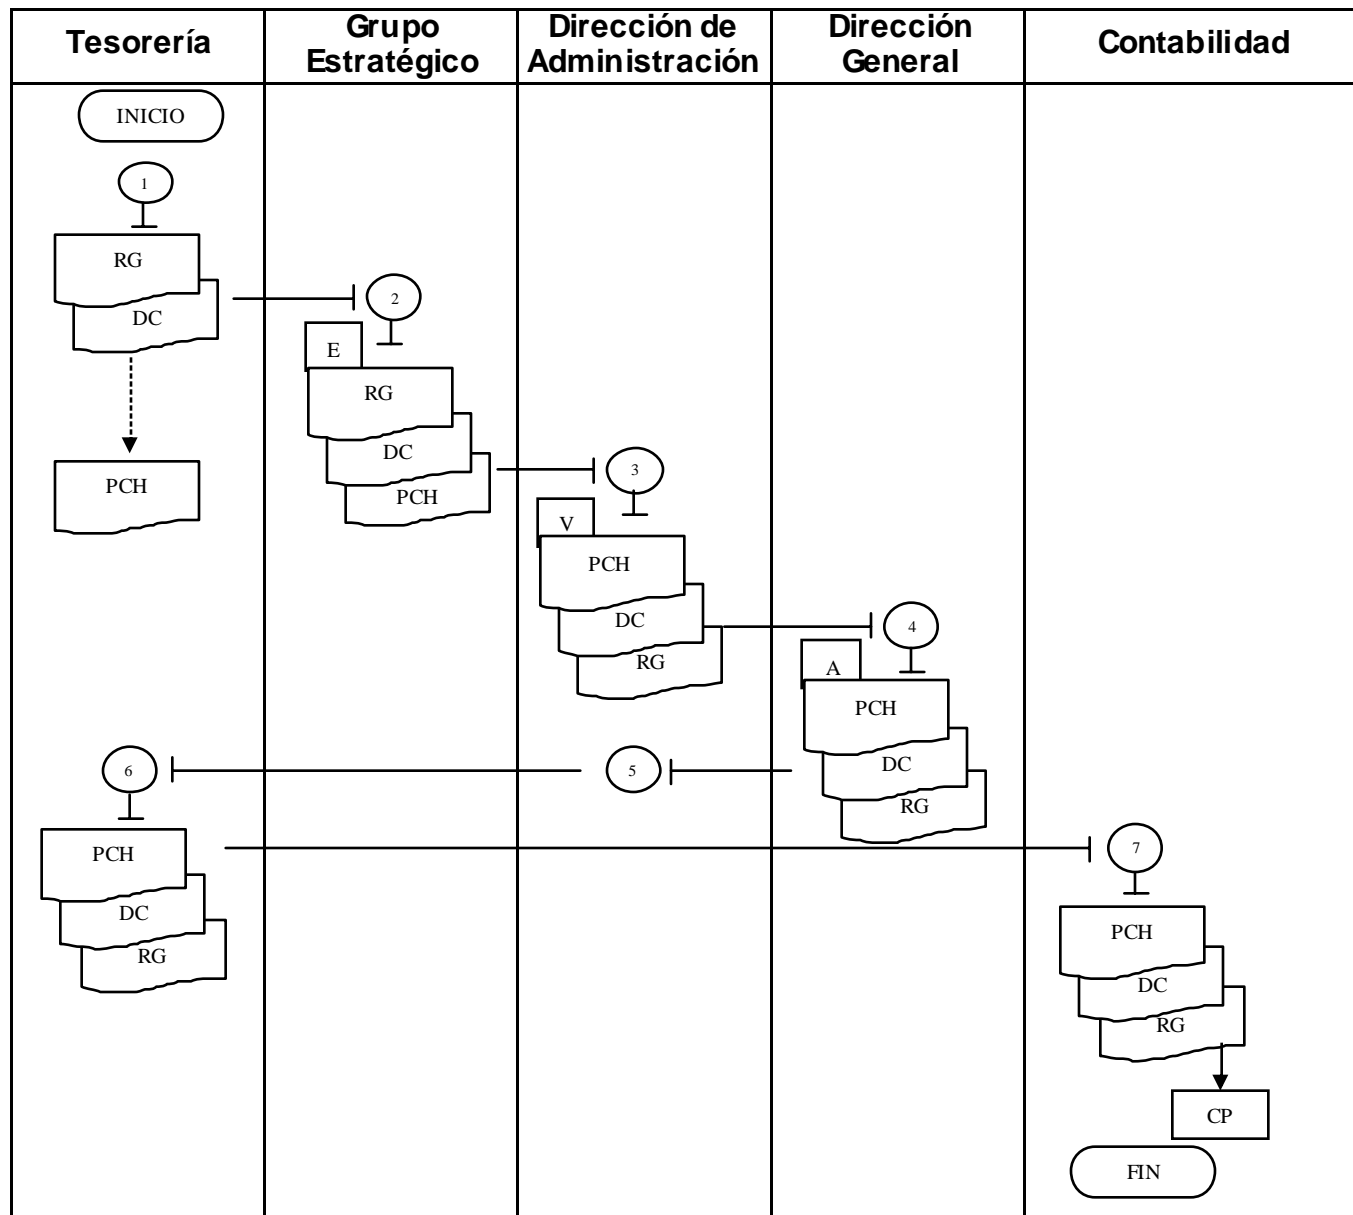 Tesorería
Grupo
Estratégico
Dirección de
Administración
Dirección
General
Contabilidad
INICIO
1
RG
DC
PCH
2
E
RG
DC
PCH
3
V
PCH
DC
RG
4
A
PCH
DC
RG
5
6
PCH
DC
RG
7
PCH
DC
RG
CP
FIN